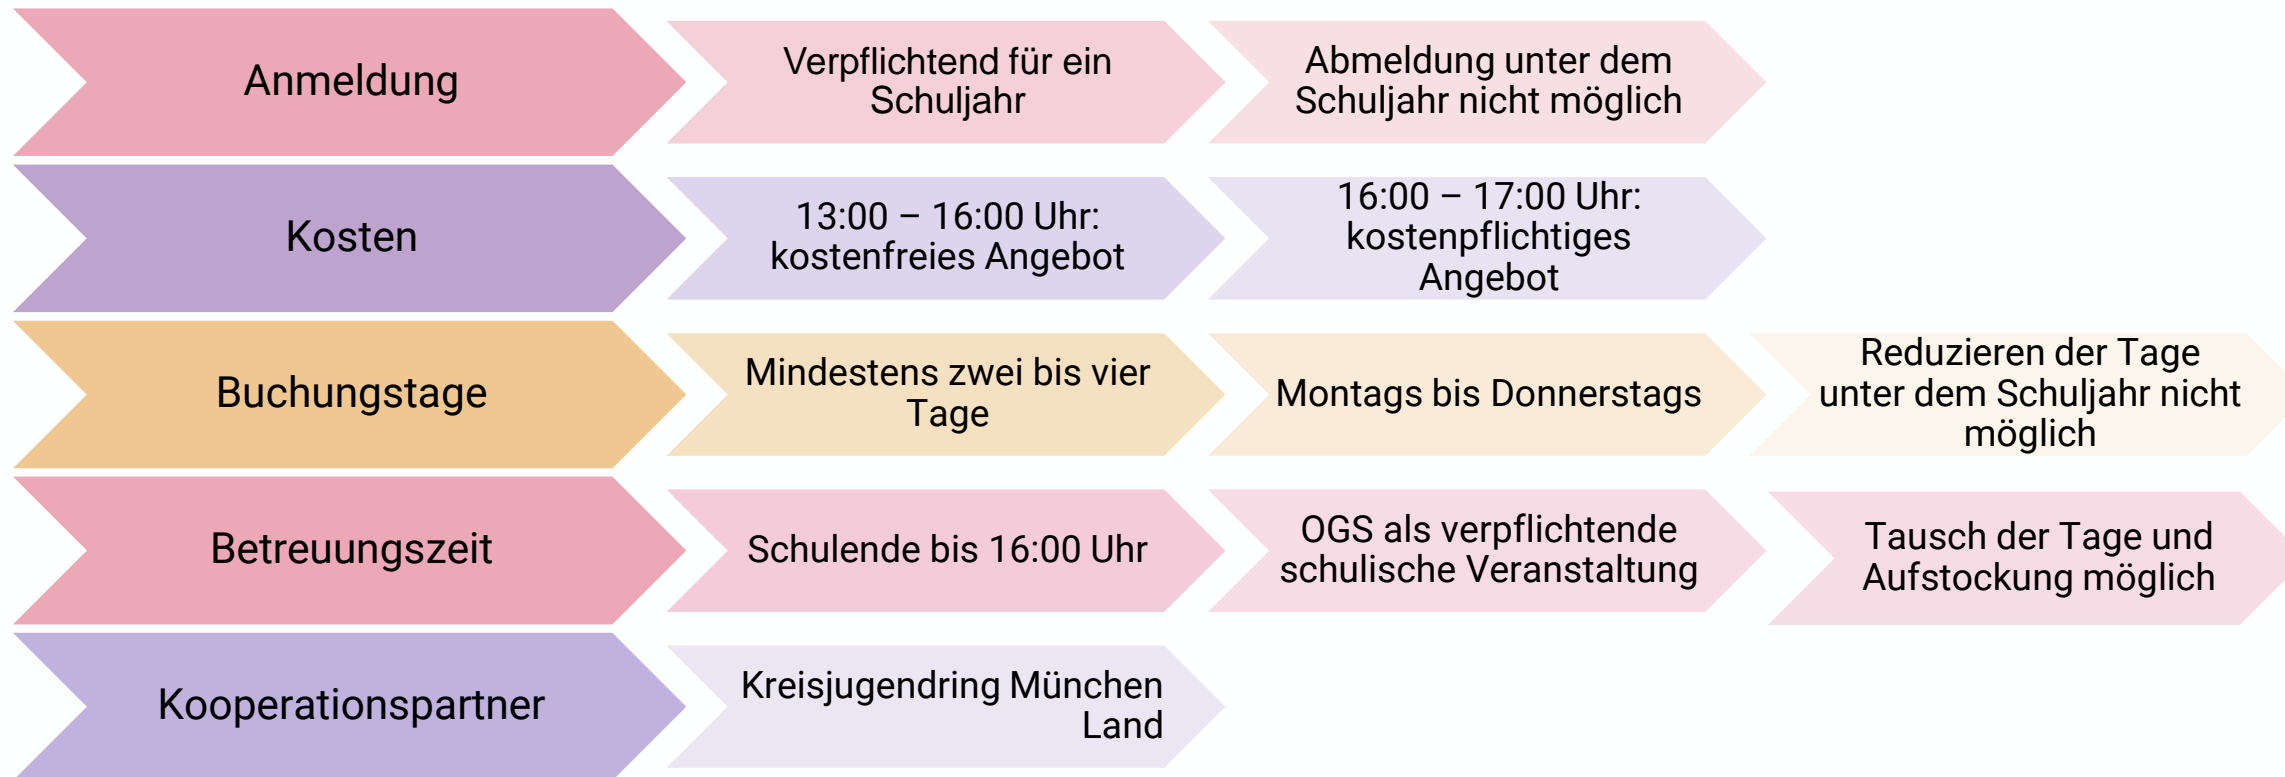 Anmeldung
Verpflichtend für ein
Schuljahr
Abmeldung unter dem
Schuljahr nicht möglich
Kosten
13:00 – 16:00 Uhr:
kostenfreies Angebot
16:00 – 17:00 Uhr:
kostenpflichtiges
Angebot
Buchungstage
Mindestens zwei bis vier
Tage
Montags bis Donnerstags
Reduzieren der Tage
unter dem Schuljahr nicht
möglich
Betreuungszeit
Schulende bis 16:00 Uhr
OGS als verpflichtende
schulische Veranstaltung
Tausch der Tage und
Aufstockung möglich
Kooperationspartner
Kreisjugendring München
Land